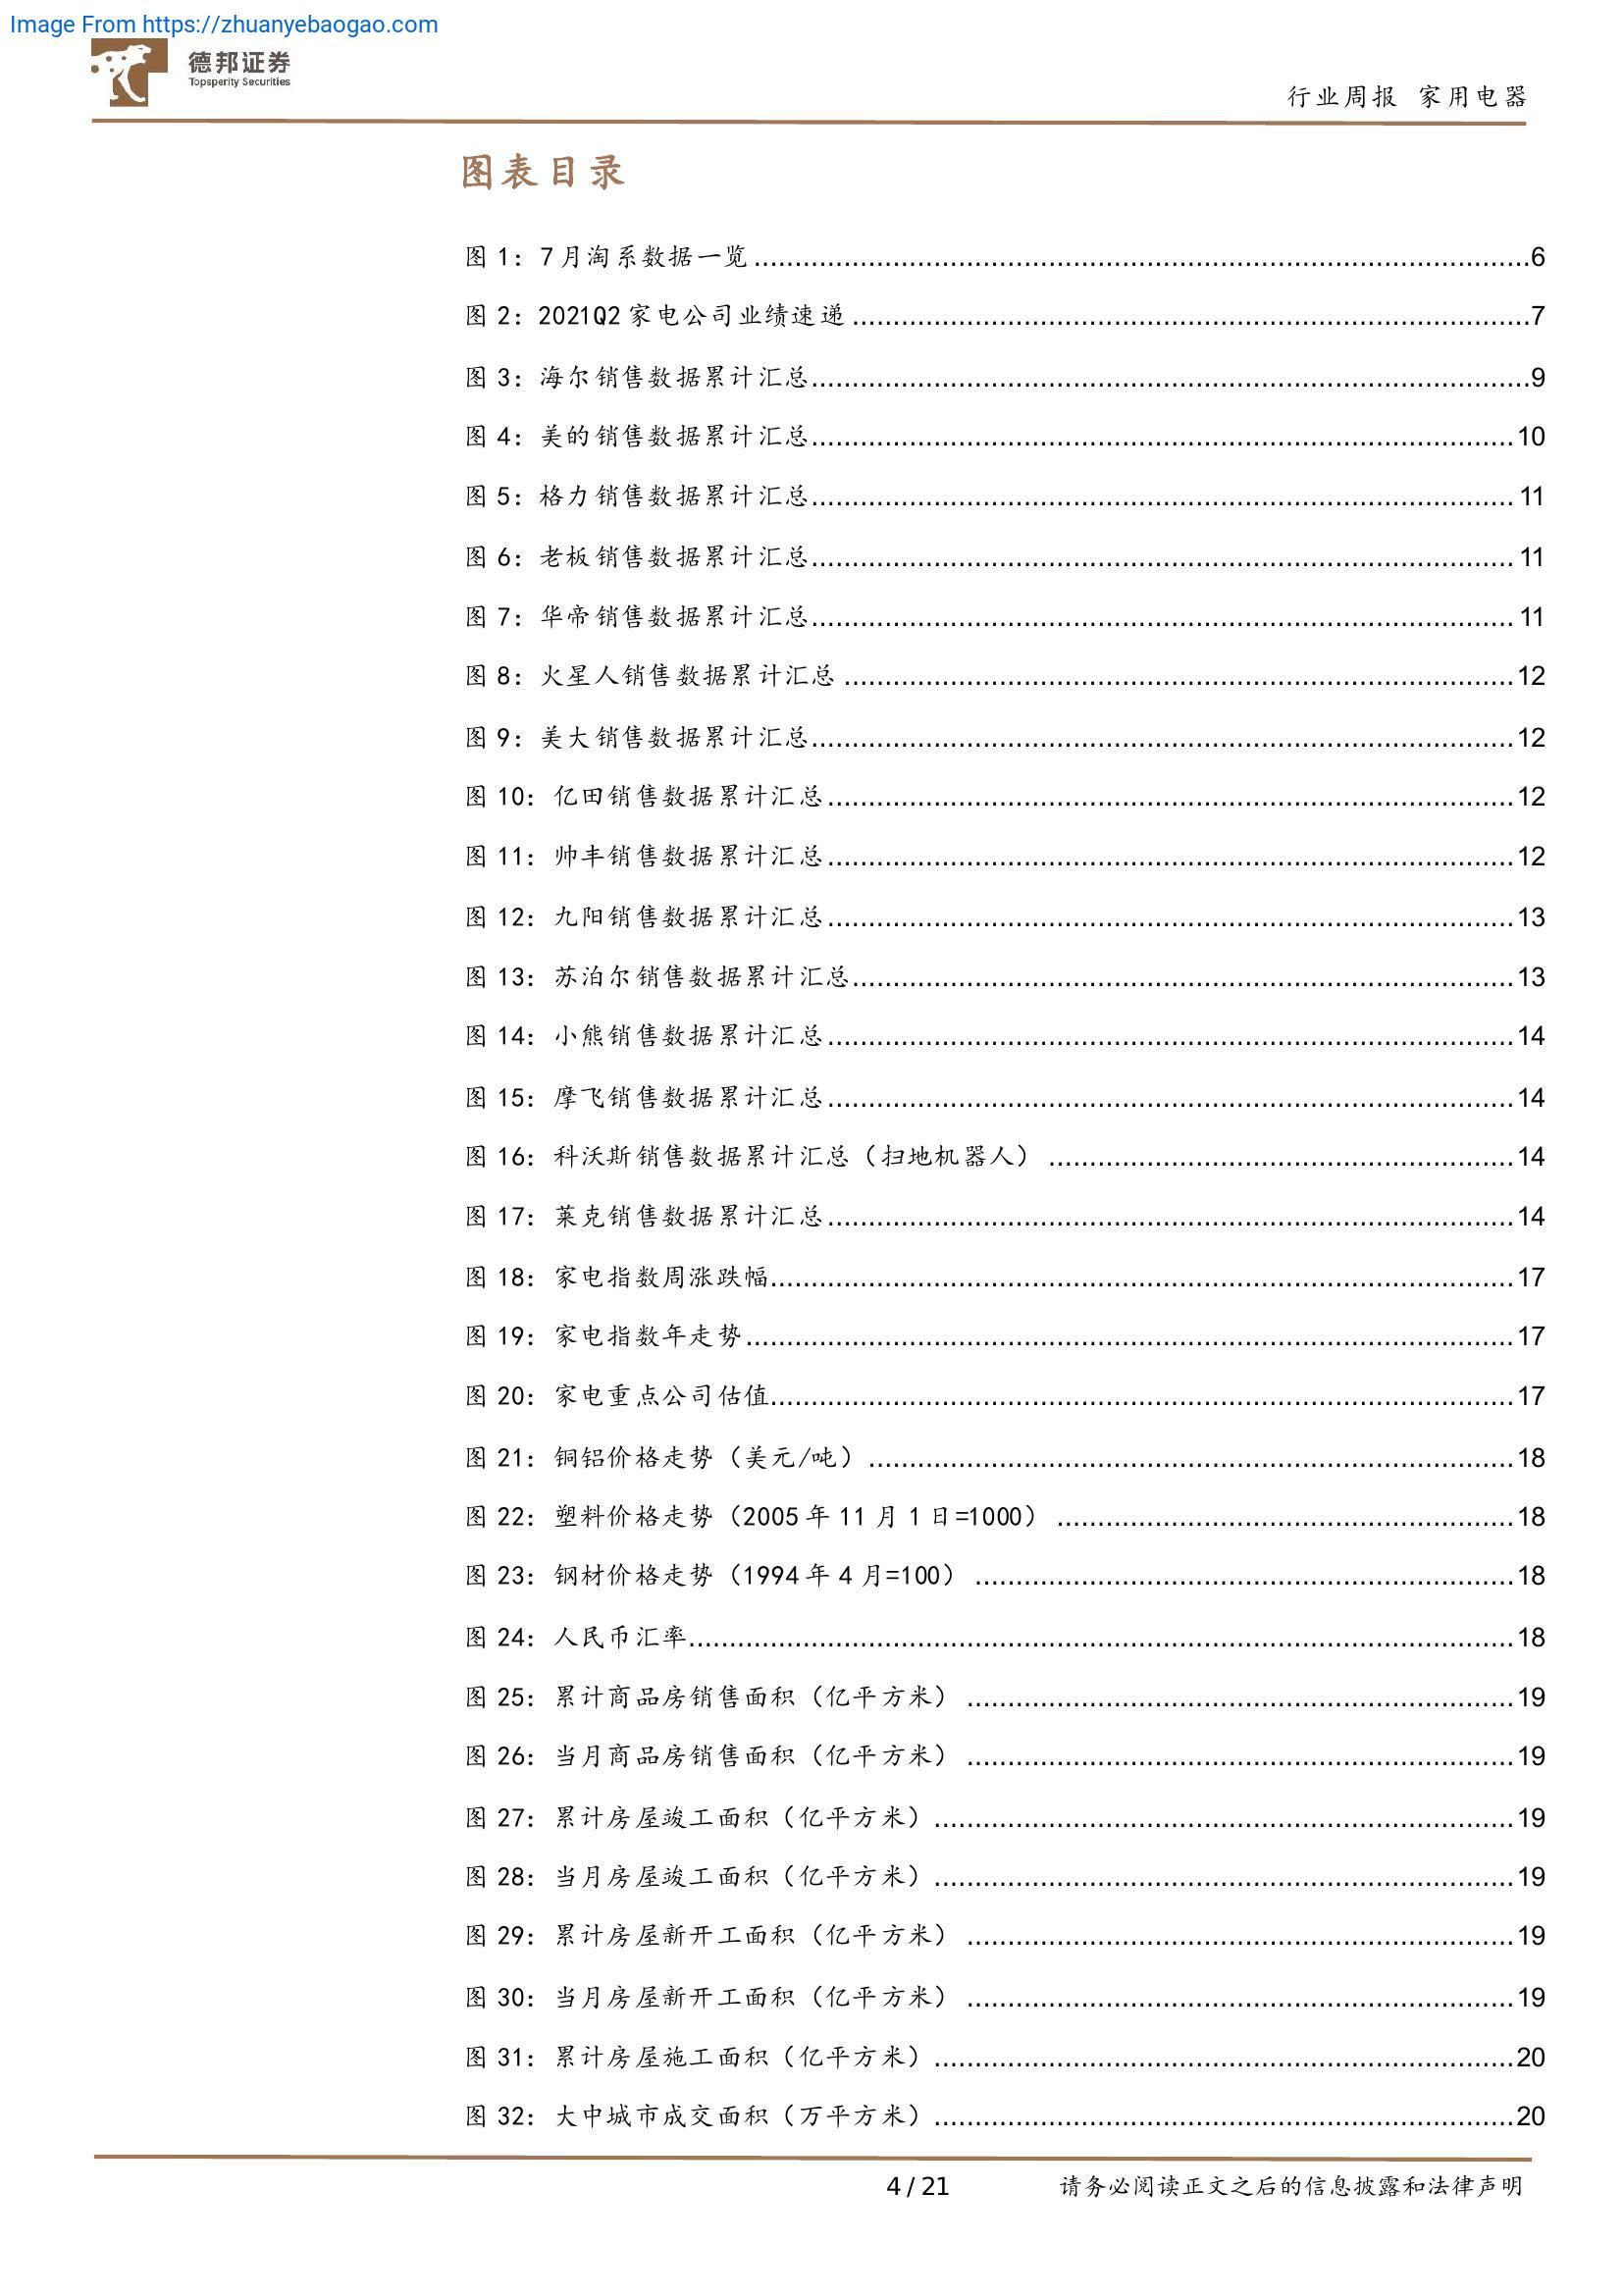 Image From https://zhuanyebaogao.com
德邦证券
Topsperity Securities
行业周报 家用电器
图表目录
图 1：7 月淘系数据一览........6
图 2：2021Q2 家电公司业绩速递........7
图 3：海尔销售数据累计汇总........9
图 4：美的销售数据累计汇总........10
图 5：格力销售数据累计汇总........11
图 6：老板销售数据累计汇总........11
图 7：华帝销售数据累计汇总........11
图 8：火星人销售数据累计汇总........12
图 9：美大销售数据累计汇总........12
图 10：亿田销售数据累计汇总........12
图 11：帅丰销售数据累计汇总........12
图 12：九阳销售数据累计汇总........13
图 13：苏泊尔销售数据累计汇总........13
图 14：小熊销售数据累计汇总........14
图 15：摩飞销售数据累计汇总........14
图 16：科沃斯销售数据累计汇总（扫地机器人）........14
图 17：莱克销售数据累计汇总........14
图 18：家电指数周涨跌幅........17
图 19：家电指数年走势........17
图 20：家电重点公司估值........17
图 21：铜铝价格走势（美元/吨）........18
图 22：塑料价格走势（2005 年 11 月 1 日=1000）........18
图 23：钢材价格走势（1994 年 4 月=100）........18
图 24：人民币汇率........18
图 25：累计商品房销售面积（亿平方米）........19
图 26：当月商品房销售面积（亿平方米）........19
图 27：累计房屋竣工面积（亿平方米）........19
图 28：当月房屋竣工面积（亿平方米）........19
图 29：累计房屋新开工面积（亿平方米）........19
图 30：当月房屋新开工面积（亿平方米）........19
图 31：累计房屋施工面积（亿平方米）........20
图 32：大中城市成交面积（万平方米）........20
4 / 21 请务必阅读正文之后的信息披露和法律声明